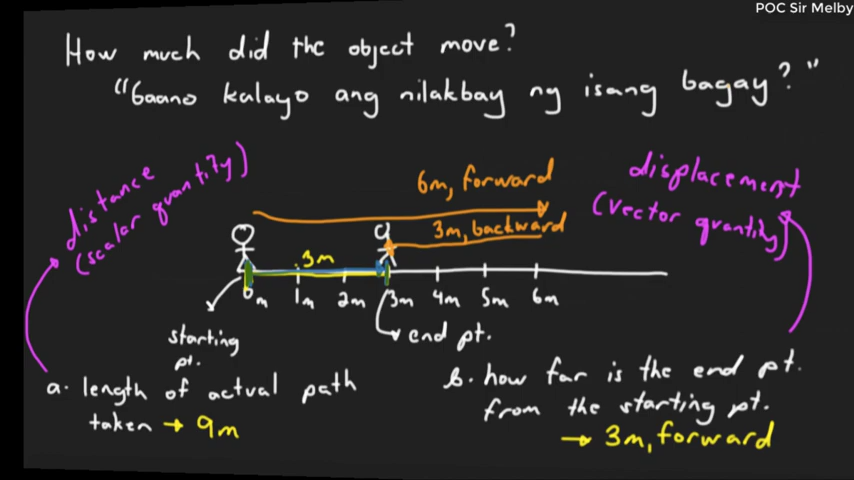 POC Sir Melby
How much did the object move?
"Gaano kalayo ang nilakbay ng isang bagay?"
distance
(scalar quantity)
6m, forward
3m, backward
displacement
(vector quantity)
3m
0m 1m 2m 3m 4m 5m 6m
starting
pt.
end pt.
a. length of actual path
taken → 9m
b. how far is the end pt.
from the starting pt.
→ 3m, forward